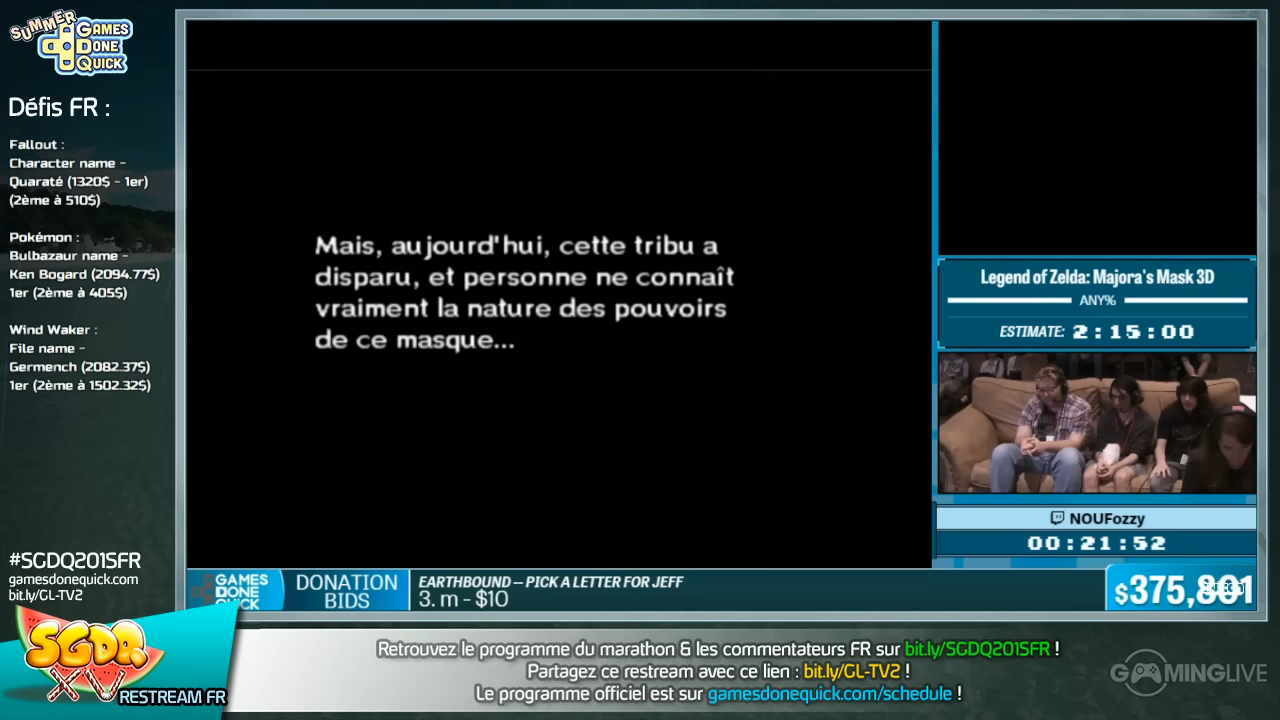 SUMMER
GAMES
DONE
QUICK
Défis FR :
Fallout :
Character name -
Quaraté (1320$ - 1er)
(2ème à 510$)
Pokémon :
Bulbazaur name -
Ken Bogard (2094.77$)
1er (2ème à 405$)
Wind Waker :
File name -
Germench (2082.37$)
1er (2ème à 1502.32$)
#SGDQ2015FR
gamesdonequick.com
bit.ly/GL-TV2
SGDQ
XV
RESTREAM FR
Mais, aujourd'hui, cette tribu a
disparu, et personne ne connaît
vraiment la nature des pouvoirs
de ce masque...
Legend of Zelda: Majora's Mask 3D
ANY%
ESTIMATE: 2:15:00
NOUFozzy
00:21:52
GAMES
DONE
QUICK
DONATION
BIDS
EARTHBOUND -- PICK A LETTER FOR JEFF
3. m - $10
$375,801
Retrouvez le programme du marathon & les commentateurs FR sur bit.ly/SGDQ2015FR !
Partagez ce restream avec ce lien : bit.ly/GL-TV2 !
Le programme officiel est sur gamesdonequick.com/schedule !
GAMINGLIVE